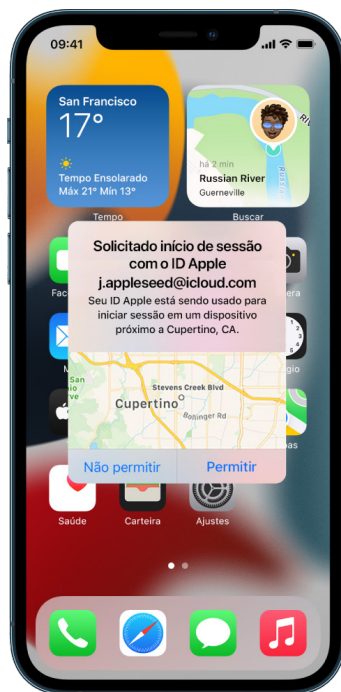 09:41
San Francisco
17°
Tempo Ensolarado
Máx 21° Mín 13°
Tempo
há 2 min
Russian River
Guerneville
Buscar
Solicitado início de sessão
com o ID Apple
j.appleseed@icloud.com
Seu ID Apple está sendo usado para
iniciar sessão em um dispositivo
próximo a Cupertino, CA.
San
Stevens Creek Blvd
Cupertino
Bollinger Rd
Não permitir
Permitir
Saúde
Carteira
Ajustes